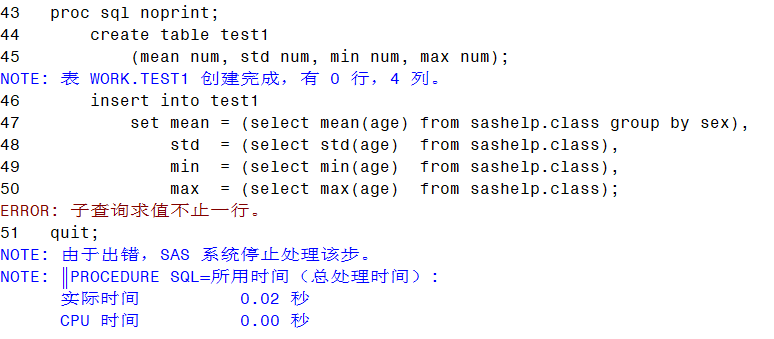 43   proc sql noprint;
44       create table test1
45           (mean num, std num, min num, max num);
NOTE: 表 WORK.TEST1 创建完成，有 0 行，4 列。
46       insert into test1
47           set mean = (select mean(age) from sashelp.class group by sex),
48               std  = (select std(age)  from sashelp.class),
49               min  = (select min(age)  from sashelp.class),
50               max  = (select max(age)  from sashelp.class);
ERROR: 子查询求值不止一行。
51   quit;
NOTE: 由于出错，SAS 系统停止处理该步。
NOTE: ‖PROCEDURE SQL=所用时间（总处理时间）:
      实际时间          0.02 秒
      CPU 时间          0.00 秒